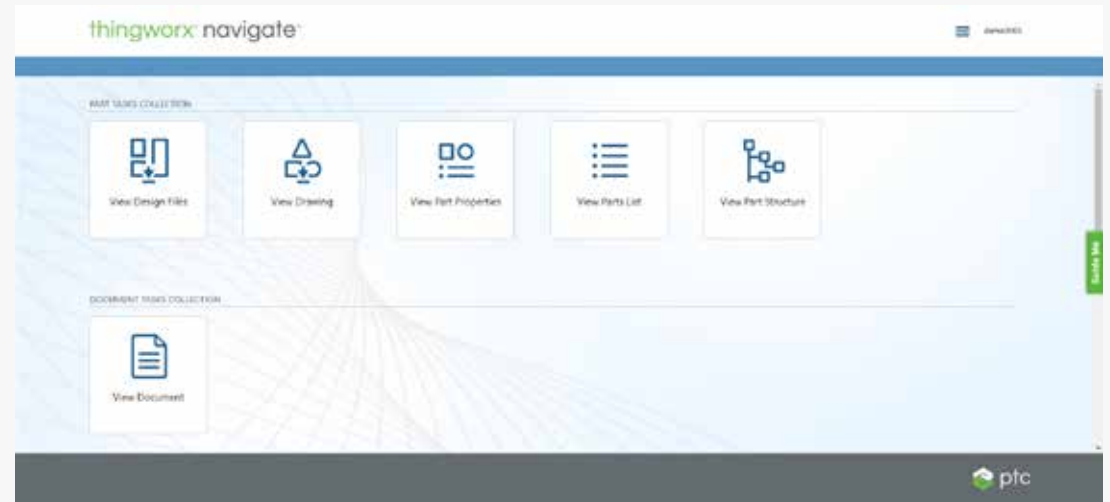 thingworx navigate
PART TASKS COLLECTION
View Design Files
View Drawing
View Part Properties
View Parts List
View Part Structure
Guide Me
DOCUMENT TASKS COLLECTION
View Document
ptc